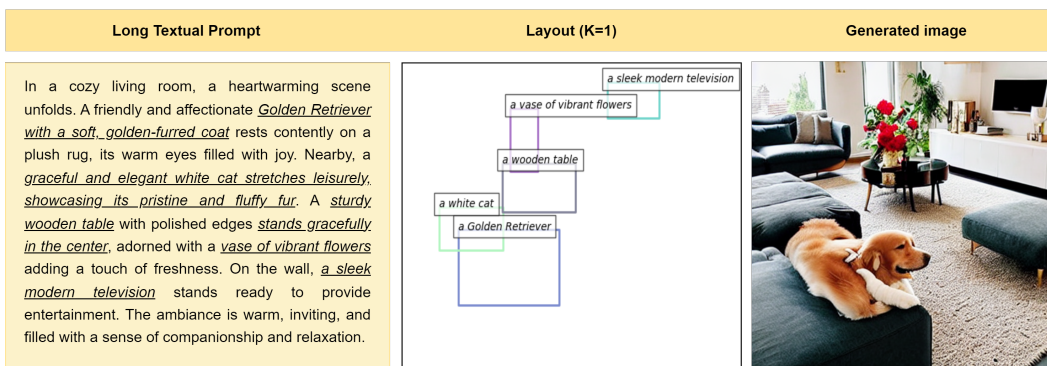 Long Textual Prompt
Layout (K=1)
Generated image
In a cozy living room, a heartwarming scene
unfolds. A friendly and affectionate Golden Retriever
with a soft, golden-furred coat rests contently on a
plush rug, its warm eyes filled with joy. Nearby, a
graceful and elegant white cat stretches leisurely,
showcasing its pristine and fluffy fur. A sturdy
wooden table with polished edges stands gracefully
in the center, adorned with a vase of vibrant flowers
adding a touch of freshness. On the wall, a sleek
modern television stands ready to provide
entertainment. The ambiance is warm, inviting, and
filled with a sense of companionship and relaxation.
a sleek modern television
a vase of vibrant flowers
a wooden table
a white cat
a Golden Retriever